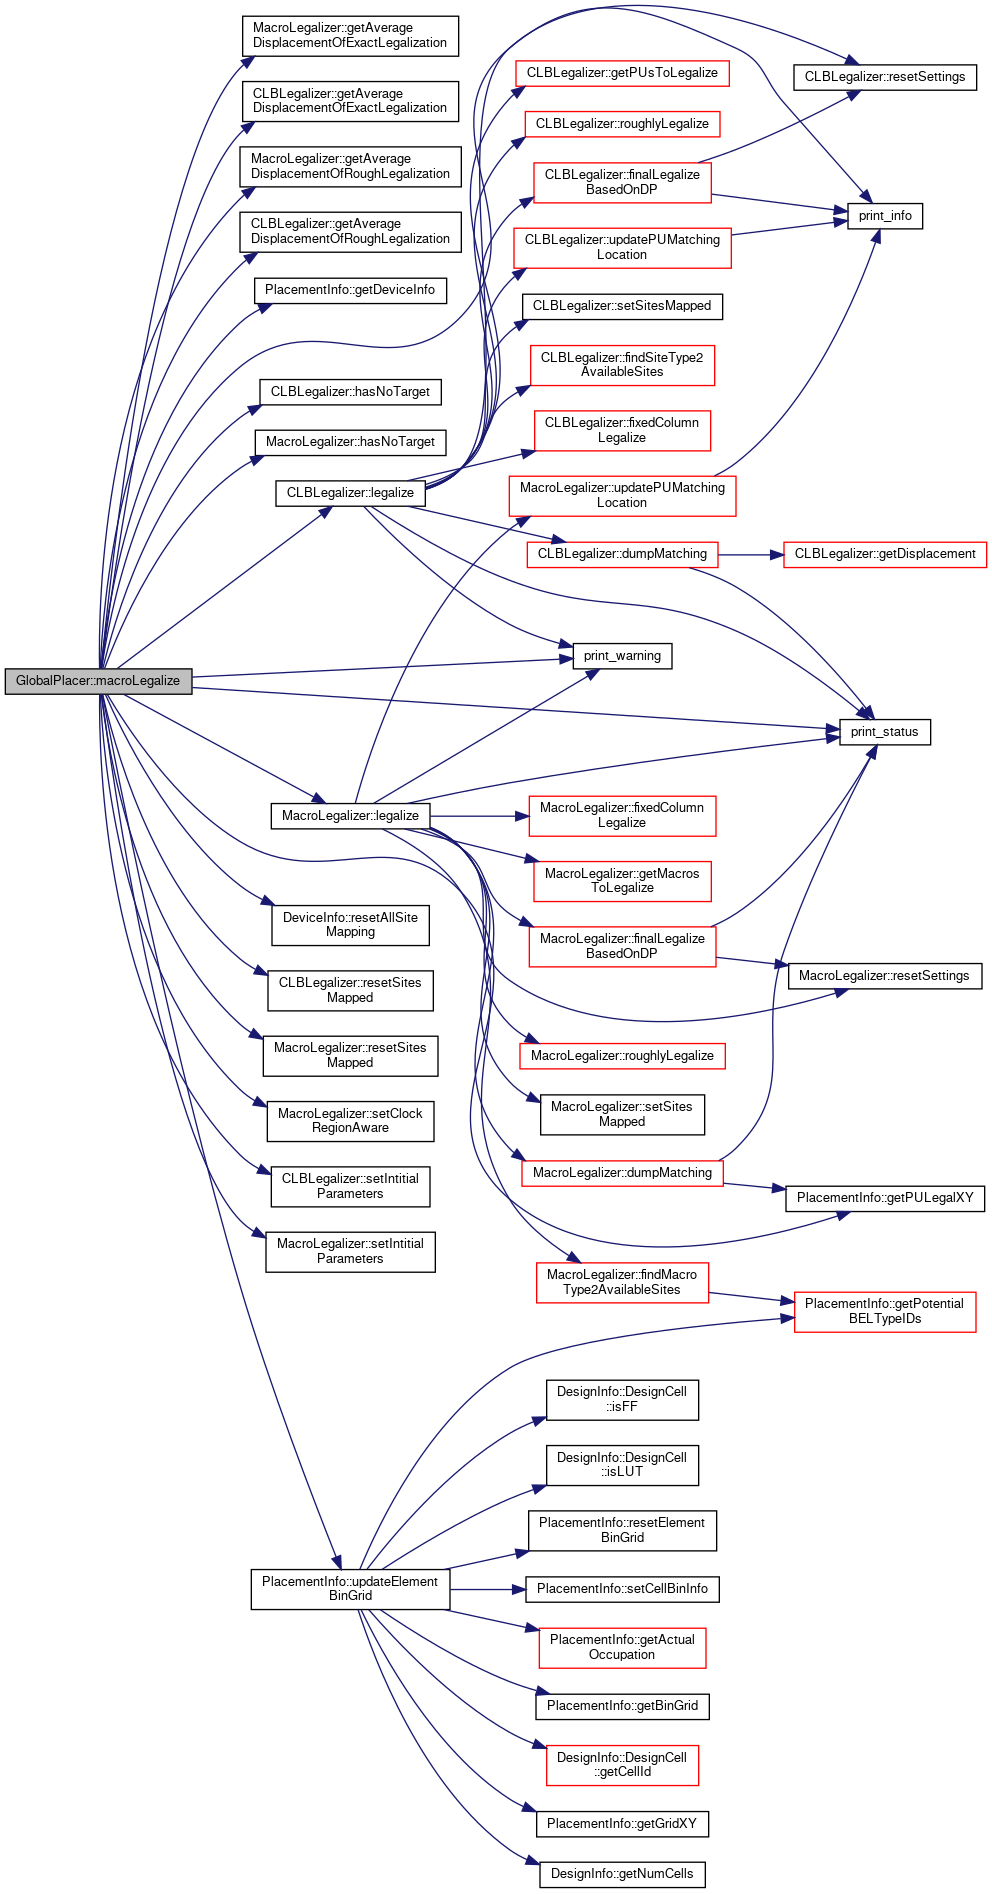 GlobalPlacer::macroLegalize
MacroLegalizer::getAverage
DisplacementOfExactLegalization
CLBLegalizer::getAverage
DisplacementOfExactLegalization
MacroLegalizer::getAverage
DisplacementOfRoughLegalization
CLBLegalizer::getAverage
DisplacementOfRoughLegalization
PlacementInfo::getDeviceInfo
CLBLegalizer::hasNoTarget
MacroLegalizer::hasNoTarget
CLBLegalizer::legalize
MacroLegalizer::legalize
DeviceInfo::resetAllSite
Mapping
CLBLegalizer::resetSites
Mapped
MacroLegalizer::resetSites
Mapped
MacroLegalizer::setClock
RegionAware
CLBLegalizer::setIntitial
Parameters
MacroLegalizer::setIntitial
Parameters
PlacementInfo::updateElement
BinGrid
CLBLegalizer::getPUsToLegalize
CLBLegalizer::roughlyLegalize
CLBLegalizer::finalLegalize
BasedOnDP
CLBLegalizer::updatePUMatching
Location
CLBLegalizer::setSitesMapped
CLBLegalizer::findSiteType2
AvailableSites
CLBLegalizer::fixedColumn
Legalize
MacroLegalizer::updatePUMatching
Location
CLBLegalizer::dumpMatching
print_warning
MacroLegalizer::fixedColumn
Legalize
MacroLegalizer::getMacros
ToLegalize
MacroLegalizer::finalLegalize
BasedOnDP
MacroLegalizer::roughlyLegalize
MacroLegalizer::setSites
Mapped
MacroLegalizer::dumpMatching
MacroLegalizer::findMacro
Type2AvailableSites
DesignInfo::DesignCell
::isFF
DesignInfo::DesignCell
::isLUT
PlacementInfo::resetElement
BinGrid
PlacementInfo::setCellBinInfo
PlacementInfo::getActual
Occupation
PlacementInfo::getBinGrid
DesignInfo::DesignCell
::getCellId
PlacementInfo::getGridXY
DesignInfo::getNumCells
CLBLegalizer::resetSettings
print_info
CLBLegalizer::getDisplacement
print_status
MacroLegalizer::resetSettings
PlacementInfo::getPULegalXY
PlacementInfo::getPotential
BELTypeIDs